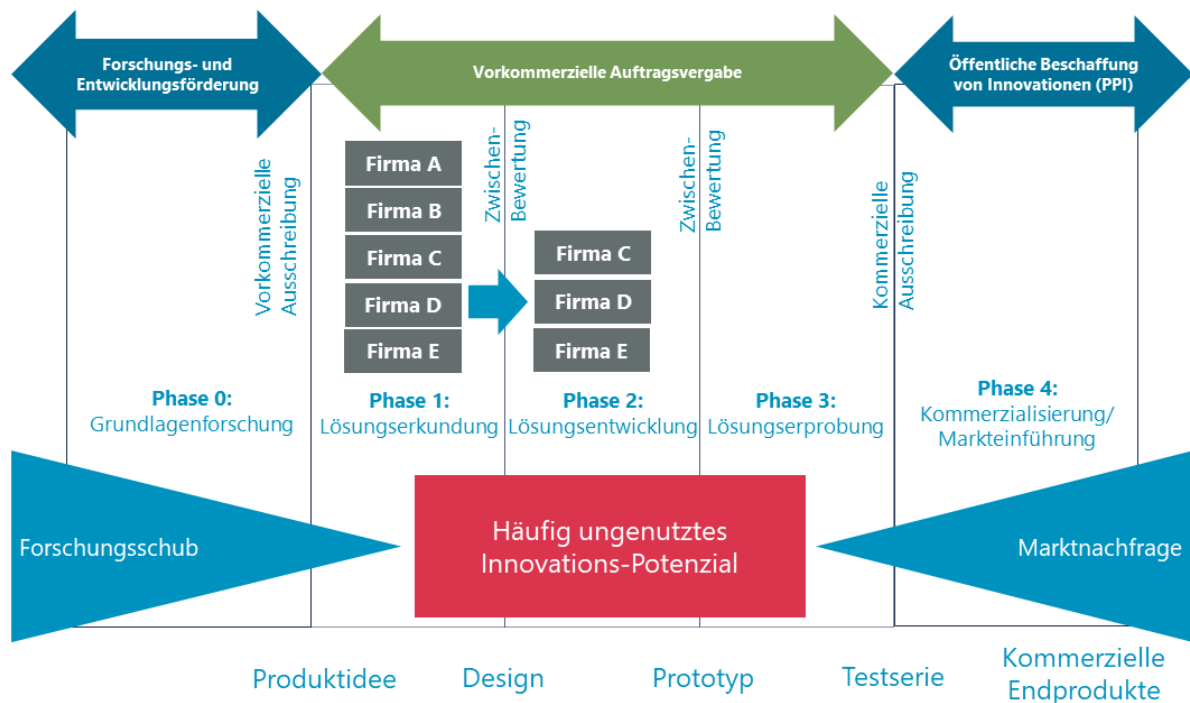 Forschungs- und
Entwicklungsförderung
Vorkommerzielle Auftragsvergabe
Öffentliche Beschaffung
von Innovationen (PPI)
Vorkommerzielle
Ausschreibung
Firma A
Firma B
Firma C
Firma D
Firma E
Zwischen-
Bewertung
Firma C
Firma D
Firma E
Zwischen-
Bewertung
Kommerzielle
Ausschreibung
Phase 0:
Grundlagenforschung
Phase 1:
Lösungserkundung
Phase 2:
Lösungsentwicklung
Phase 3:
Lösungserprobung
Phase 4:
Kommerzialisierung/
Markteinführung
Forschungsschub
Häufig ungenutztes
Innovations-Potenzial
Marktnachfrage
Produktidee
Design
Prototyp
Testserie
Kommerzielle
Endprodukte